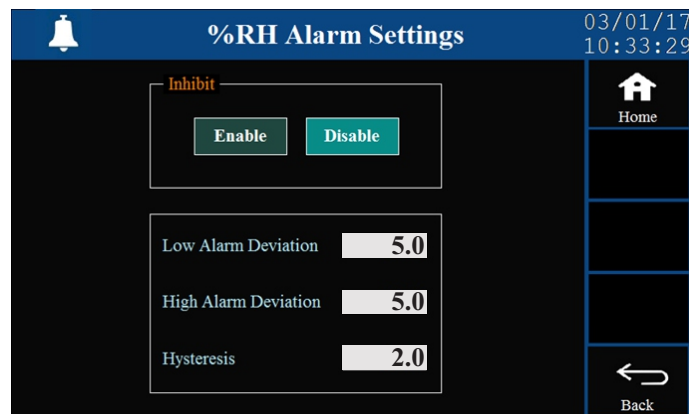 %RH Alarm Settings
03/01/17
10:33:29
Inhibit
Enable Disable
Home
Low Alarm Deviation 5.0
High Alarm Deviation 5.0
Hysteresis 2.0
Back